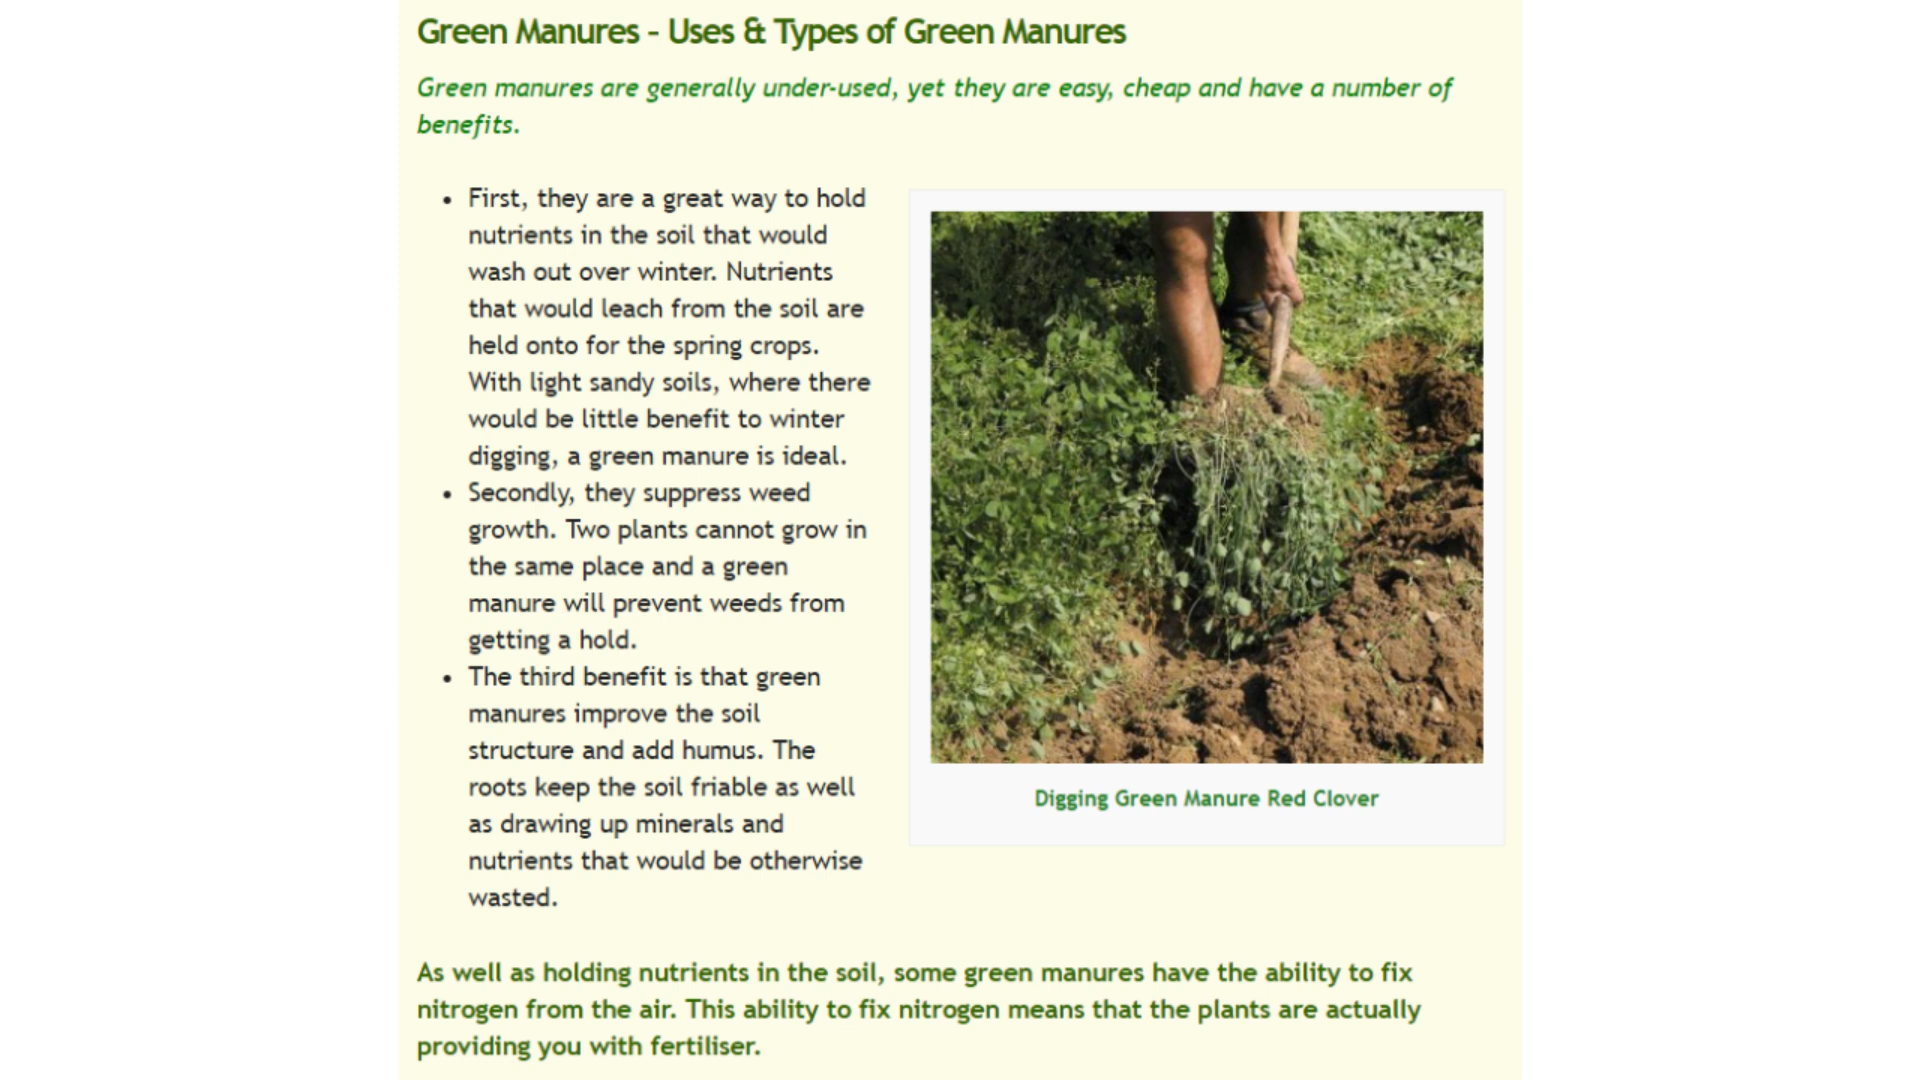 Green Manures – Uses & Types of Green Manures
Green manures are generally under-used, yet they are easy, cheap and have a number of
benefits.
• First, they are a great way to hold
nutrients in the soil that would
wash out over winter. Nutrients
that would leach from the soil are
held onto for the spring crops.
With light sandy soils, where there
would be little benefit to winter
digging, a green manure is ideal.
• Secondly, they suppress weed
growth. Two plants cannot grow in
the same place and a green
manure will prevent weeds from
getting a hold.
• The third benefit is that green
manures improve the soil
structure and add humus. The
roots keep the soil friable as well
as drawing up minerals and
nutrients that would be otherwise
wasted.
Digging Green Manure Red Clover
As well as holding nutrients in the soil, some green manures have the ability to fix
nitrogen from the air. This ability to fix nitrogen means that the plants are actually
providing you with fertiliser.